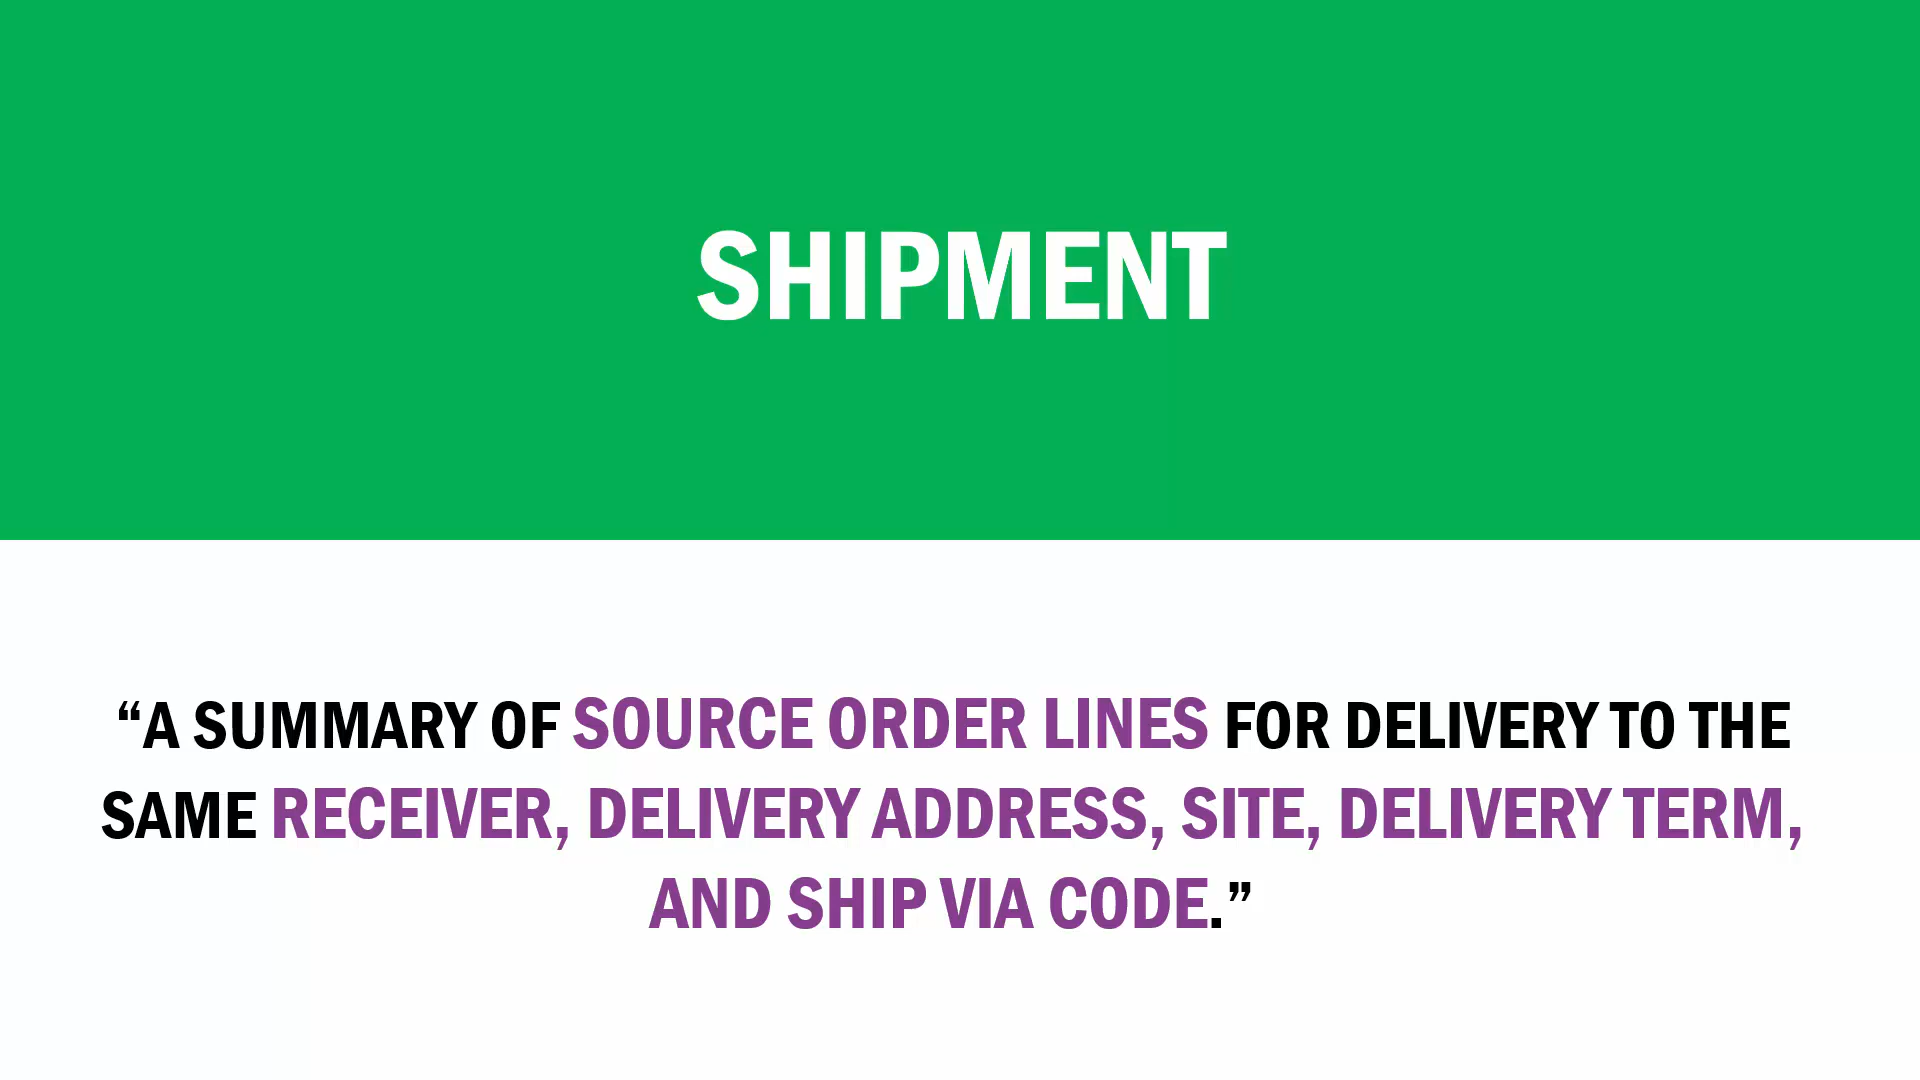 SHIPMENT
“A SUMMARY OF SOURCE ORDER LINES FOR DELIVERY TO THE
SAME RECEIVER, DELIVERY ADDRESS, SITE, DELIVERY TERM,
AND SHIP VIA CODE.”